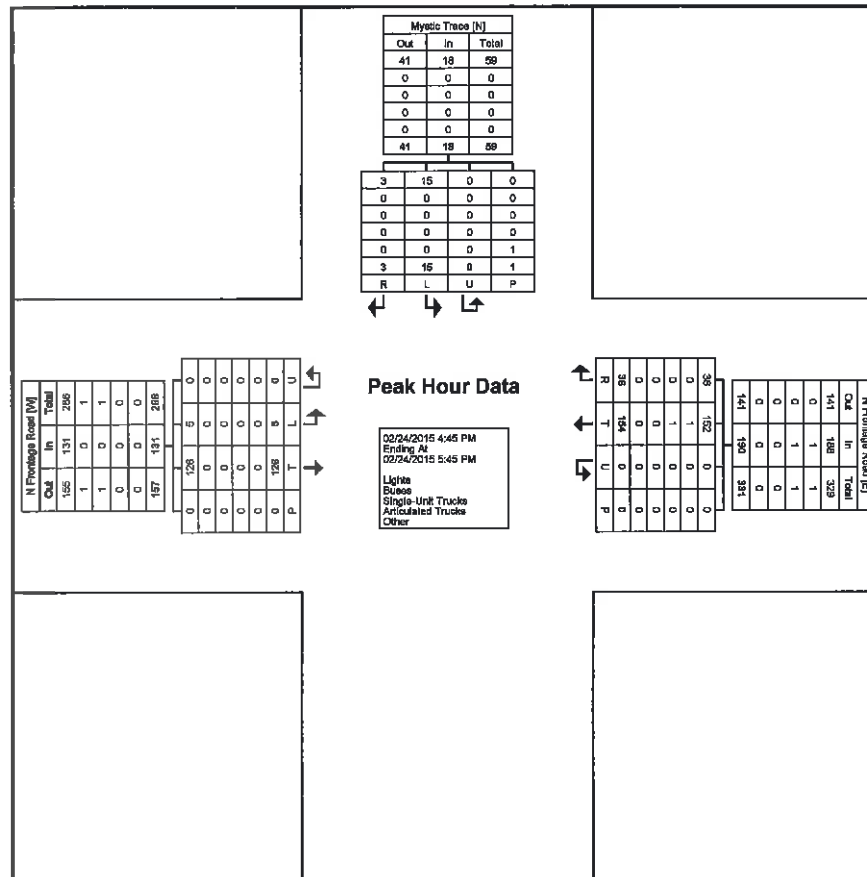 Mystic Trace [N]
Out In Total
41 18 59
0 0 0
0 0 0
0 0 0
0 0 0
41 18 59
3 15 0 0
0 0 0 0
0 0 0 0
0 0 0 0
0 0 0 1
3 15 0 1
R L U P
N Frontage Road [W]
Out In Total
155 131 286
1 0 1
1 0 1
0 0 0
0 0 0
157 131 288
0 5 126 0
0 0 0 0
0 0 0 0
0 0 0 0
0 0 0 0
0 5 126 0
U L T P
Peak Hour Data
02/24/2015 4:45 PM
Ending At
02/24/2015 5:45 PM
Lights
Buses
Single-Unit Trucks
Articulated Trucks
Other
N Frontage Road [E]
Out In Total
141 188 329
0 1 1
0 1 1
0 0 0
0 0 0
141 190 331
36 152 0 0
0 1 0 0
0 1 0 0
0 0 0 0
0 0 0 0
36 154 0 0
R T U P